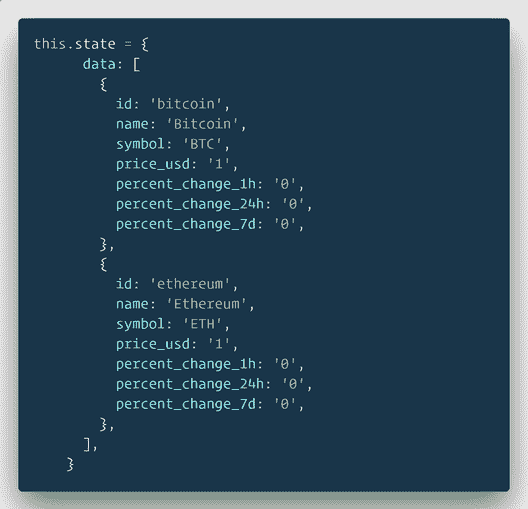 this.state = {
      data: [
        {
          id: 'bitcoin',
          name: 'Bitcoin',
          symbol: 'BTC',
          price_usd: '1',
          percent_change_1h: '0',
          percent_change_24h: '0',
          percent_change_7d: '0',
        },
        {
          id: 'ethereum',
          name: 'Ethereum',
          symbol: 'ETH',
          price_usd: '1',
          percent_change_1h: '0',
          percent_change_24h: '0',
          percent_change_7d: '0',
        },
      ],
    }